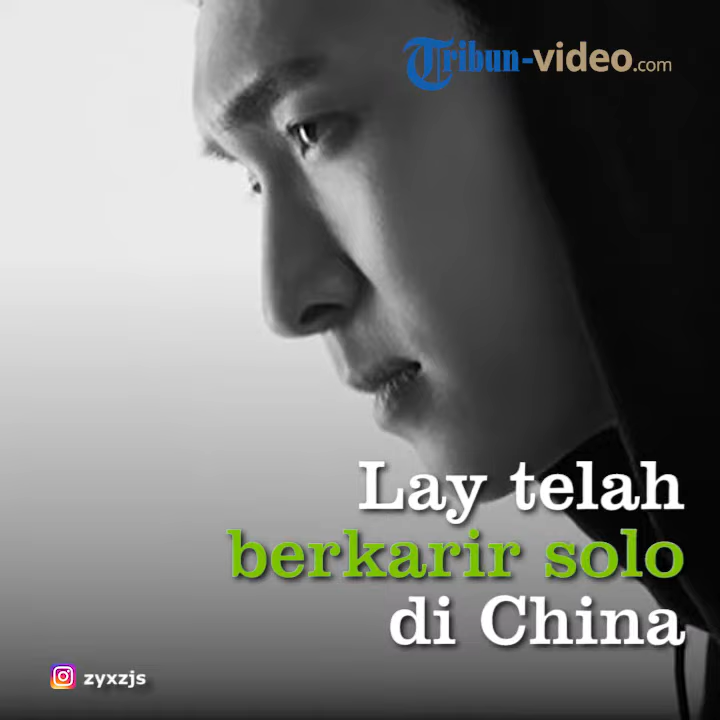 Tribun-video.com
Lay telah
berkarir solo
di China
zyxzjs